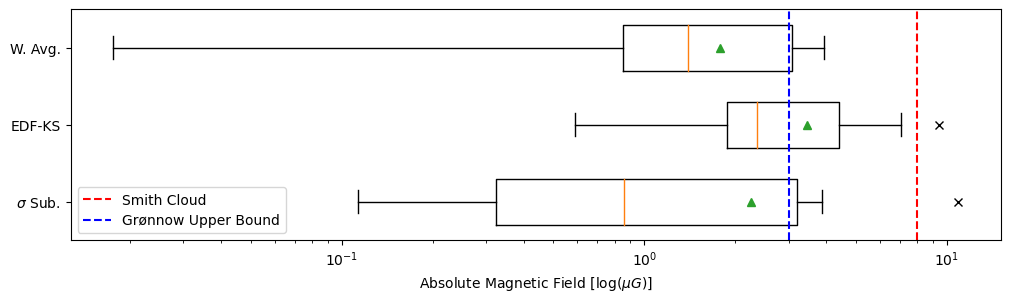 W. Avg.
EDF-KS
σ Sub.
Smith Cloud
Grønnow Upper Bound
10⁻¹ 10⁰ 10¹
Absolute Magnetic Field [log(μG)]